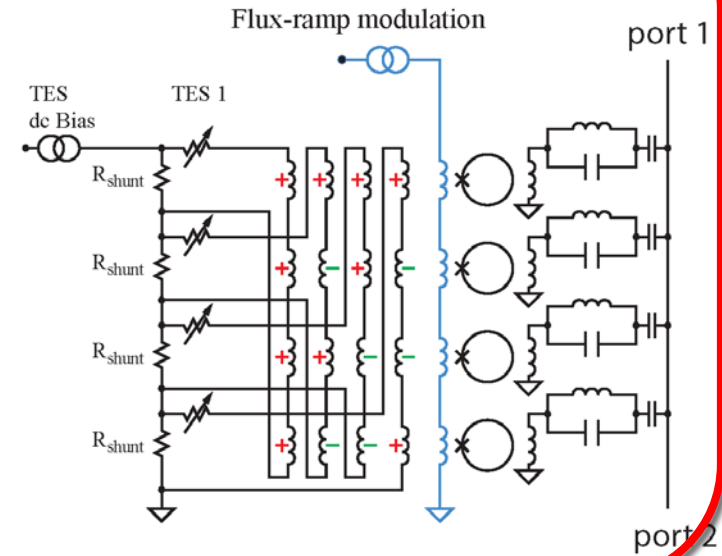 Flux-ramp modulation
port 1
TES
dc Bias
TES 1
Rshunt
+ + + +
Rshunt
+ − + −
Rshunt
+ + − −
Rshunt
+ − − +
port 2